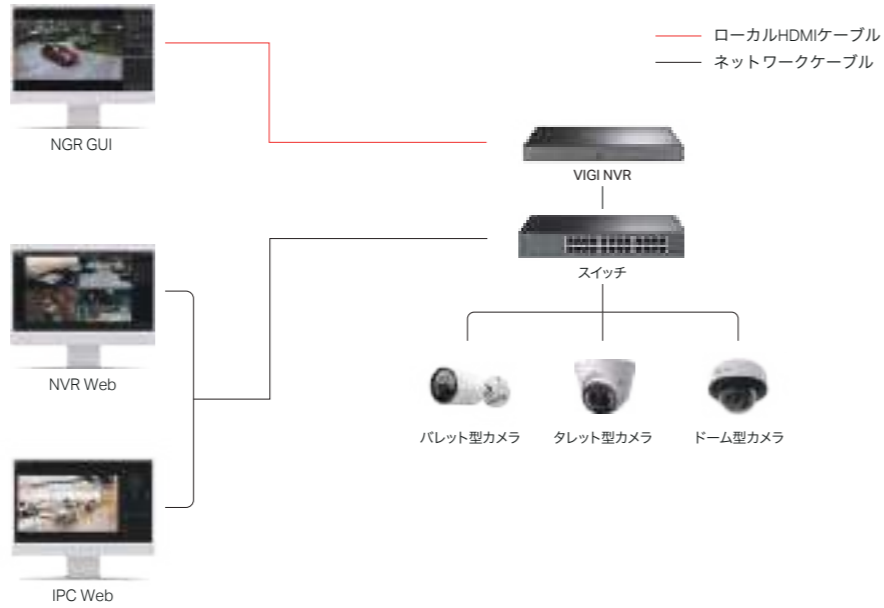 ローカルHDMIケーブル
ネットワークケーブル
NGR GUI
VIGI NVR
スイッチ
NVR Web
バレット型カメラ
タレット型カメラ
ドーム型カメラ
IPC Web